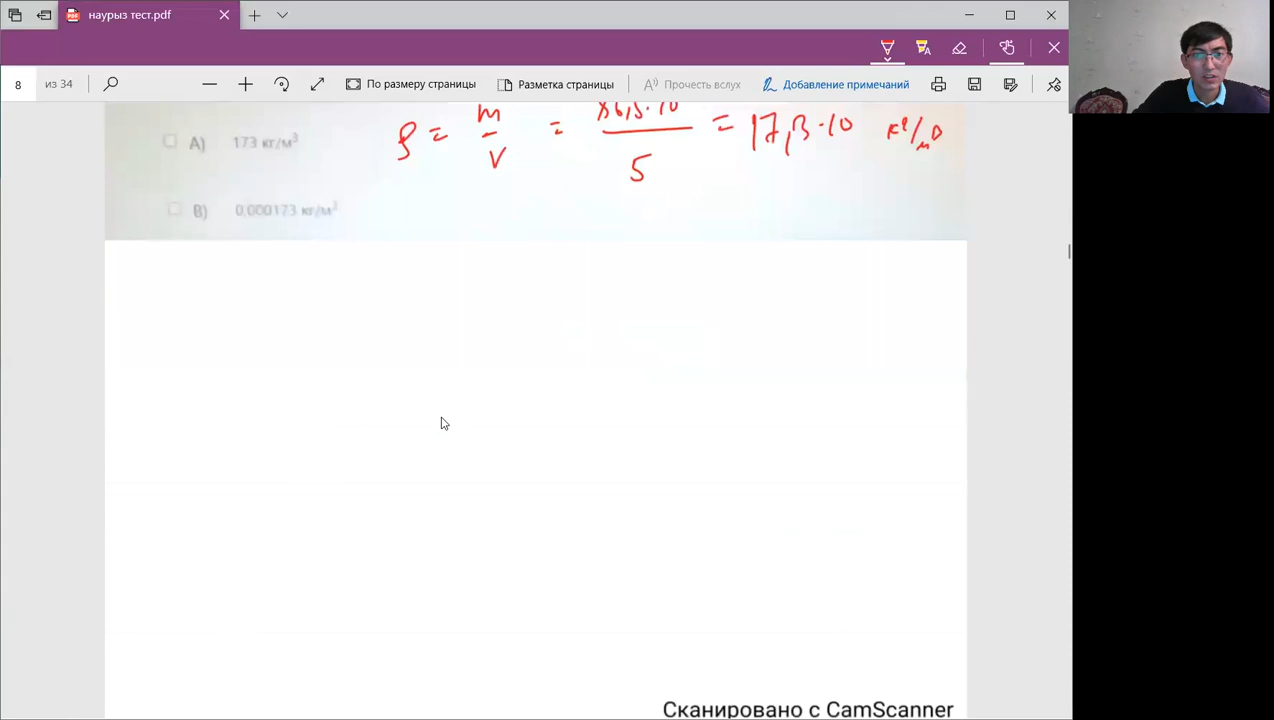 наурыз тест.pdf
8 из 34
По размеру страницы
Разметка страницы
Прочесть вслух
Добавление примечаний
A) 173 кг/м³
B) 0,000173 кг/м³
ρ = m/V = /5 = 17,3·10
Сканировано с CamScanner